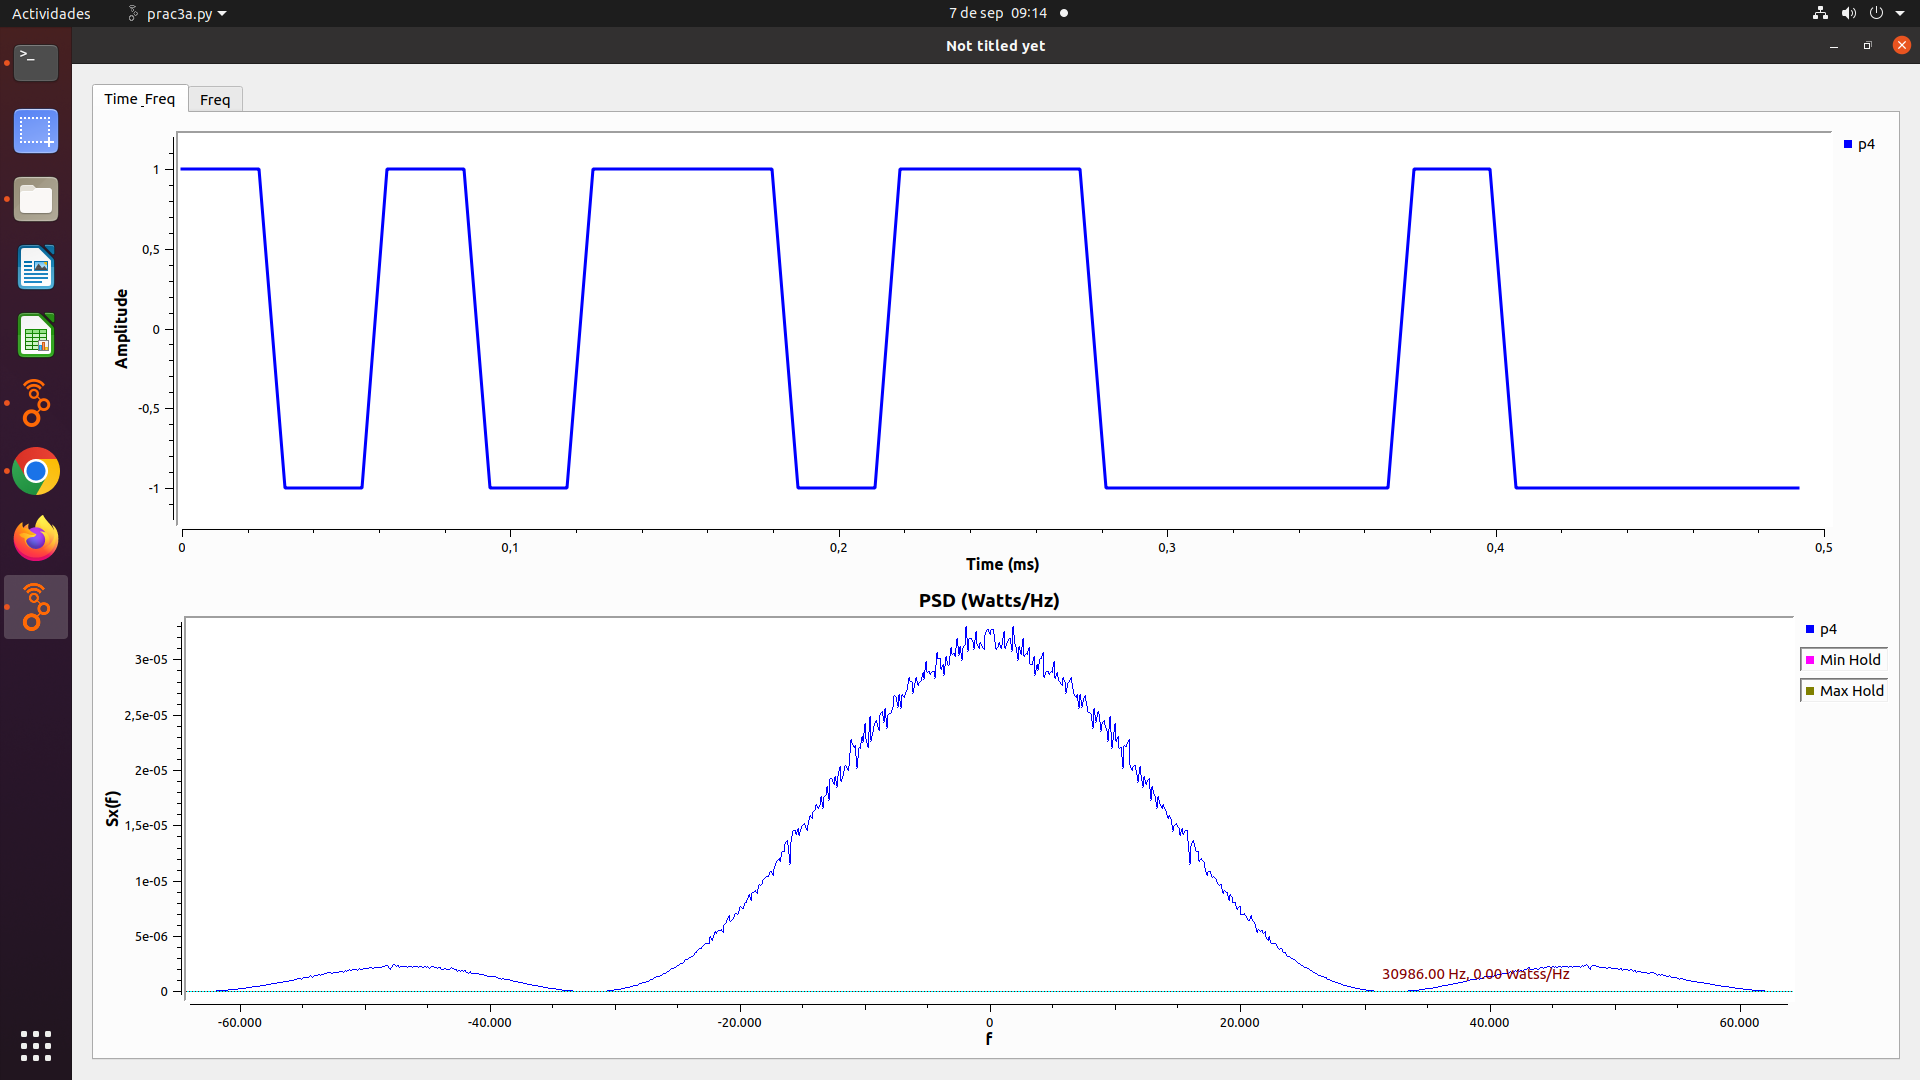 Actividades prac3a.py 7 de sep 09:14
Not titled yet
>_
Time_Freq Freq
p4
1
0,5
0
-0,5
-1
Amplitude
0 0,1 0,2 0,3 0,4 0,5
Time (ms)
PSD (Watts/Hz)
p4
Min Hold
Max Hold
3e-05
2,5e-05
2e-05
1,5e-05
1e-05
5e-06
0
Sx(f)
30986.00 Hz, 0.00 Watss/Hz
-60.000 -40.000 -20.000 0 20.000 40.000 60.000
f